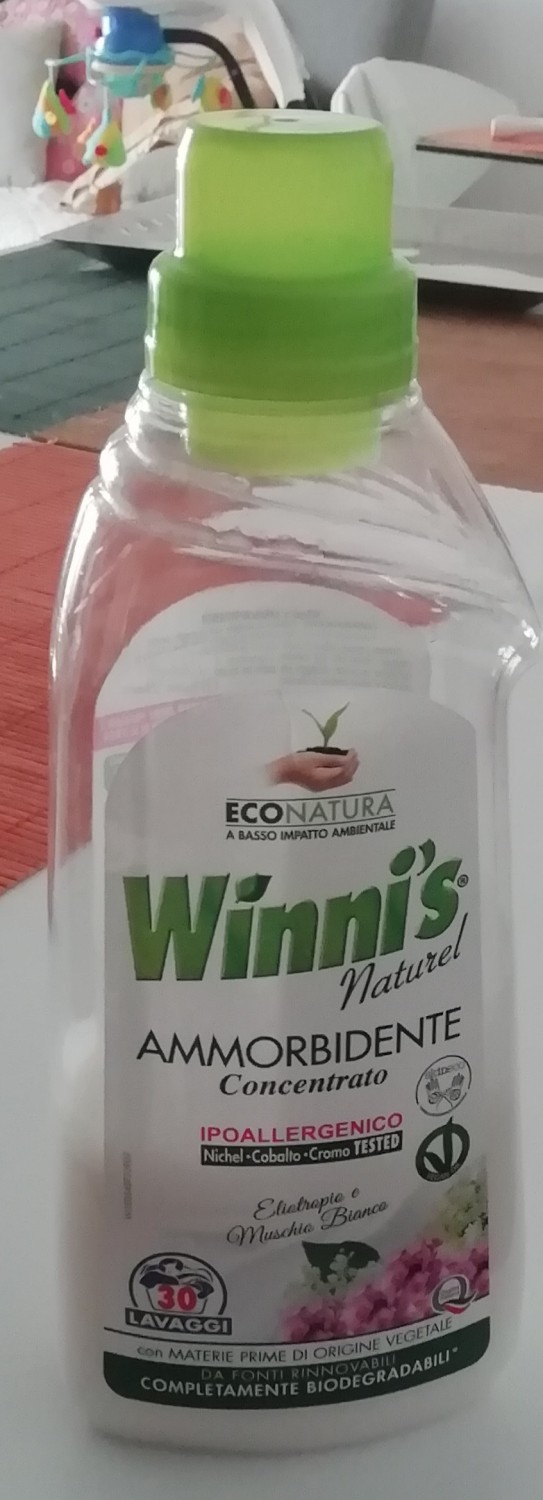 ECONATURA
A BASSO IMPATTO AMBIENTALE
Winni's®
Naturel
AMMORBIDENTE
Concentrato
IPOALLERGENICO
Nichel • Cobalto • Cromo TESTED
Eliotropio e
Muschio Bianco
30
LAVAGGI
con MATERIE PRIME DI ORIGINE VEGETALE
DA FONTI RINNOVABILI
COMPLETAMENTE BIODEGRADABILI*